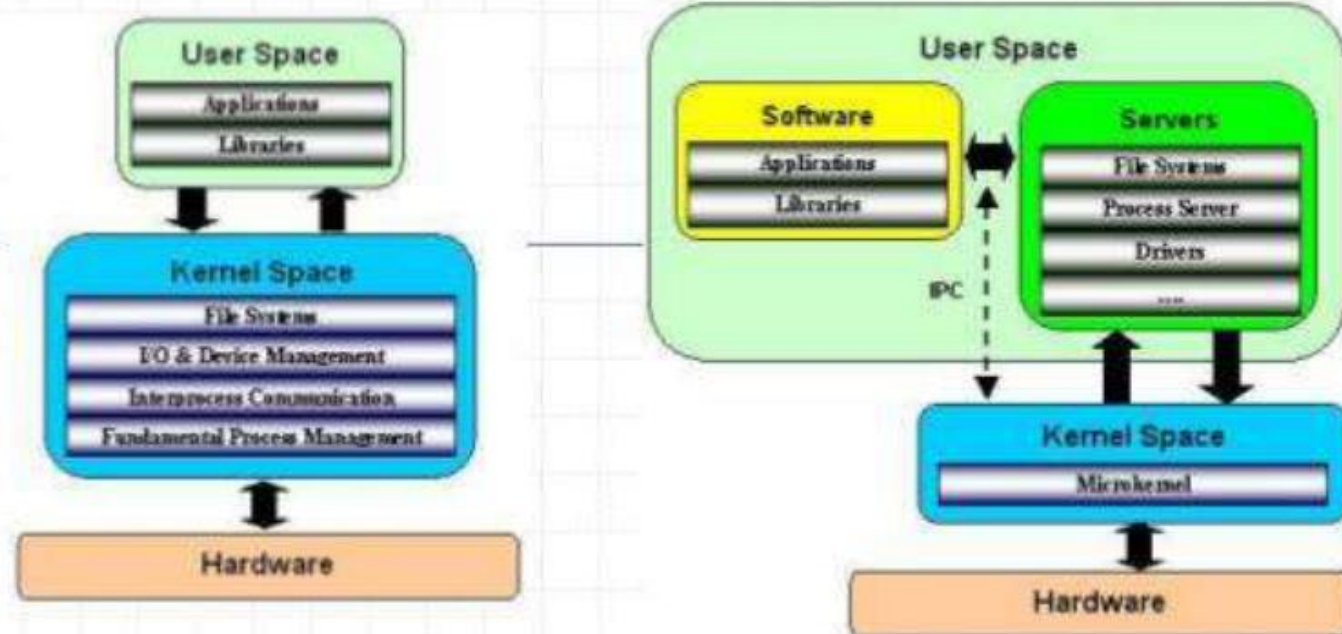 User Space
Applications
Libraries
Kernel Space
File Systems
I/O & Device Management
Interprocess Communication
Fundamental Process Management
Hardware
User Space
Software
Applications
Libraries
Servers
File Systems
Process Server
Drivers
....
IPC
Kernel Space
Microkernel
Hardware